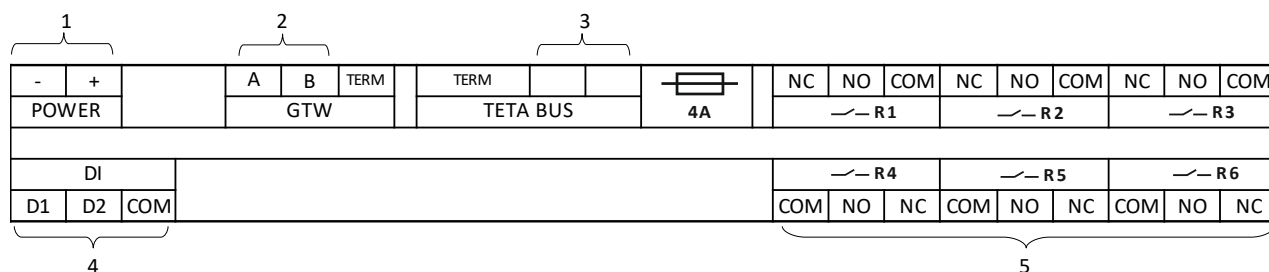 1 2 3
- + A B TERM TERM NC NO COM NC NO COM NC NO COM
POWER GTW TETA BUS 4A R1 R2 R3
DI R4 R5 R6
D1 D2 COM COM NO NC COM NO NC COM NO NC
4 5